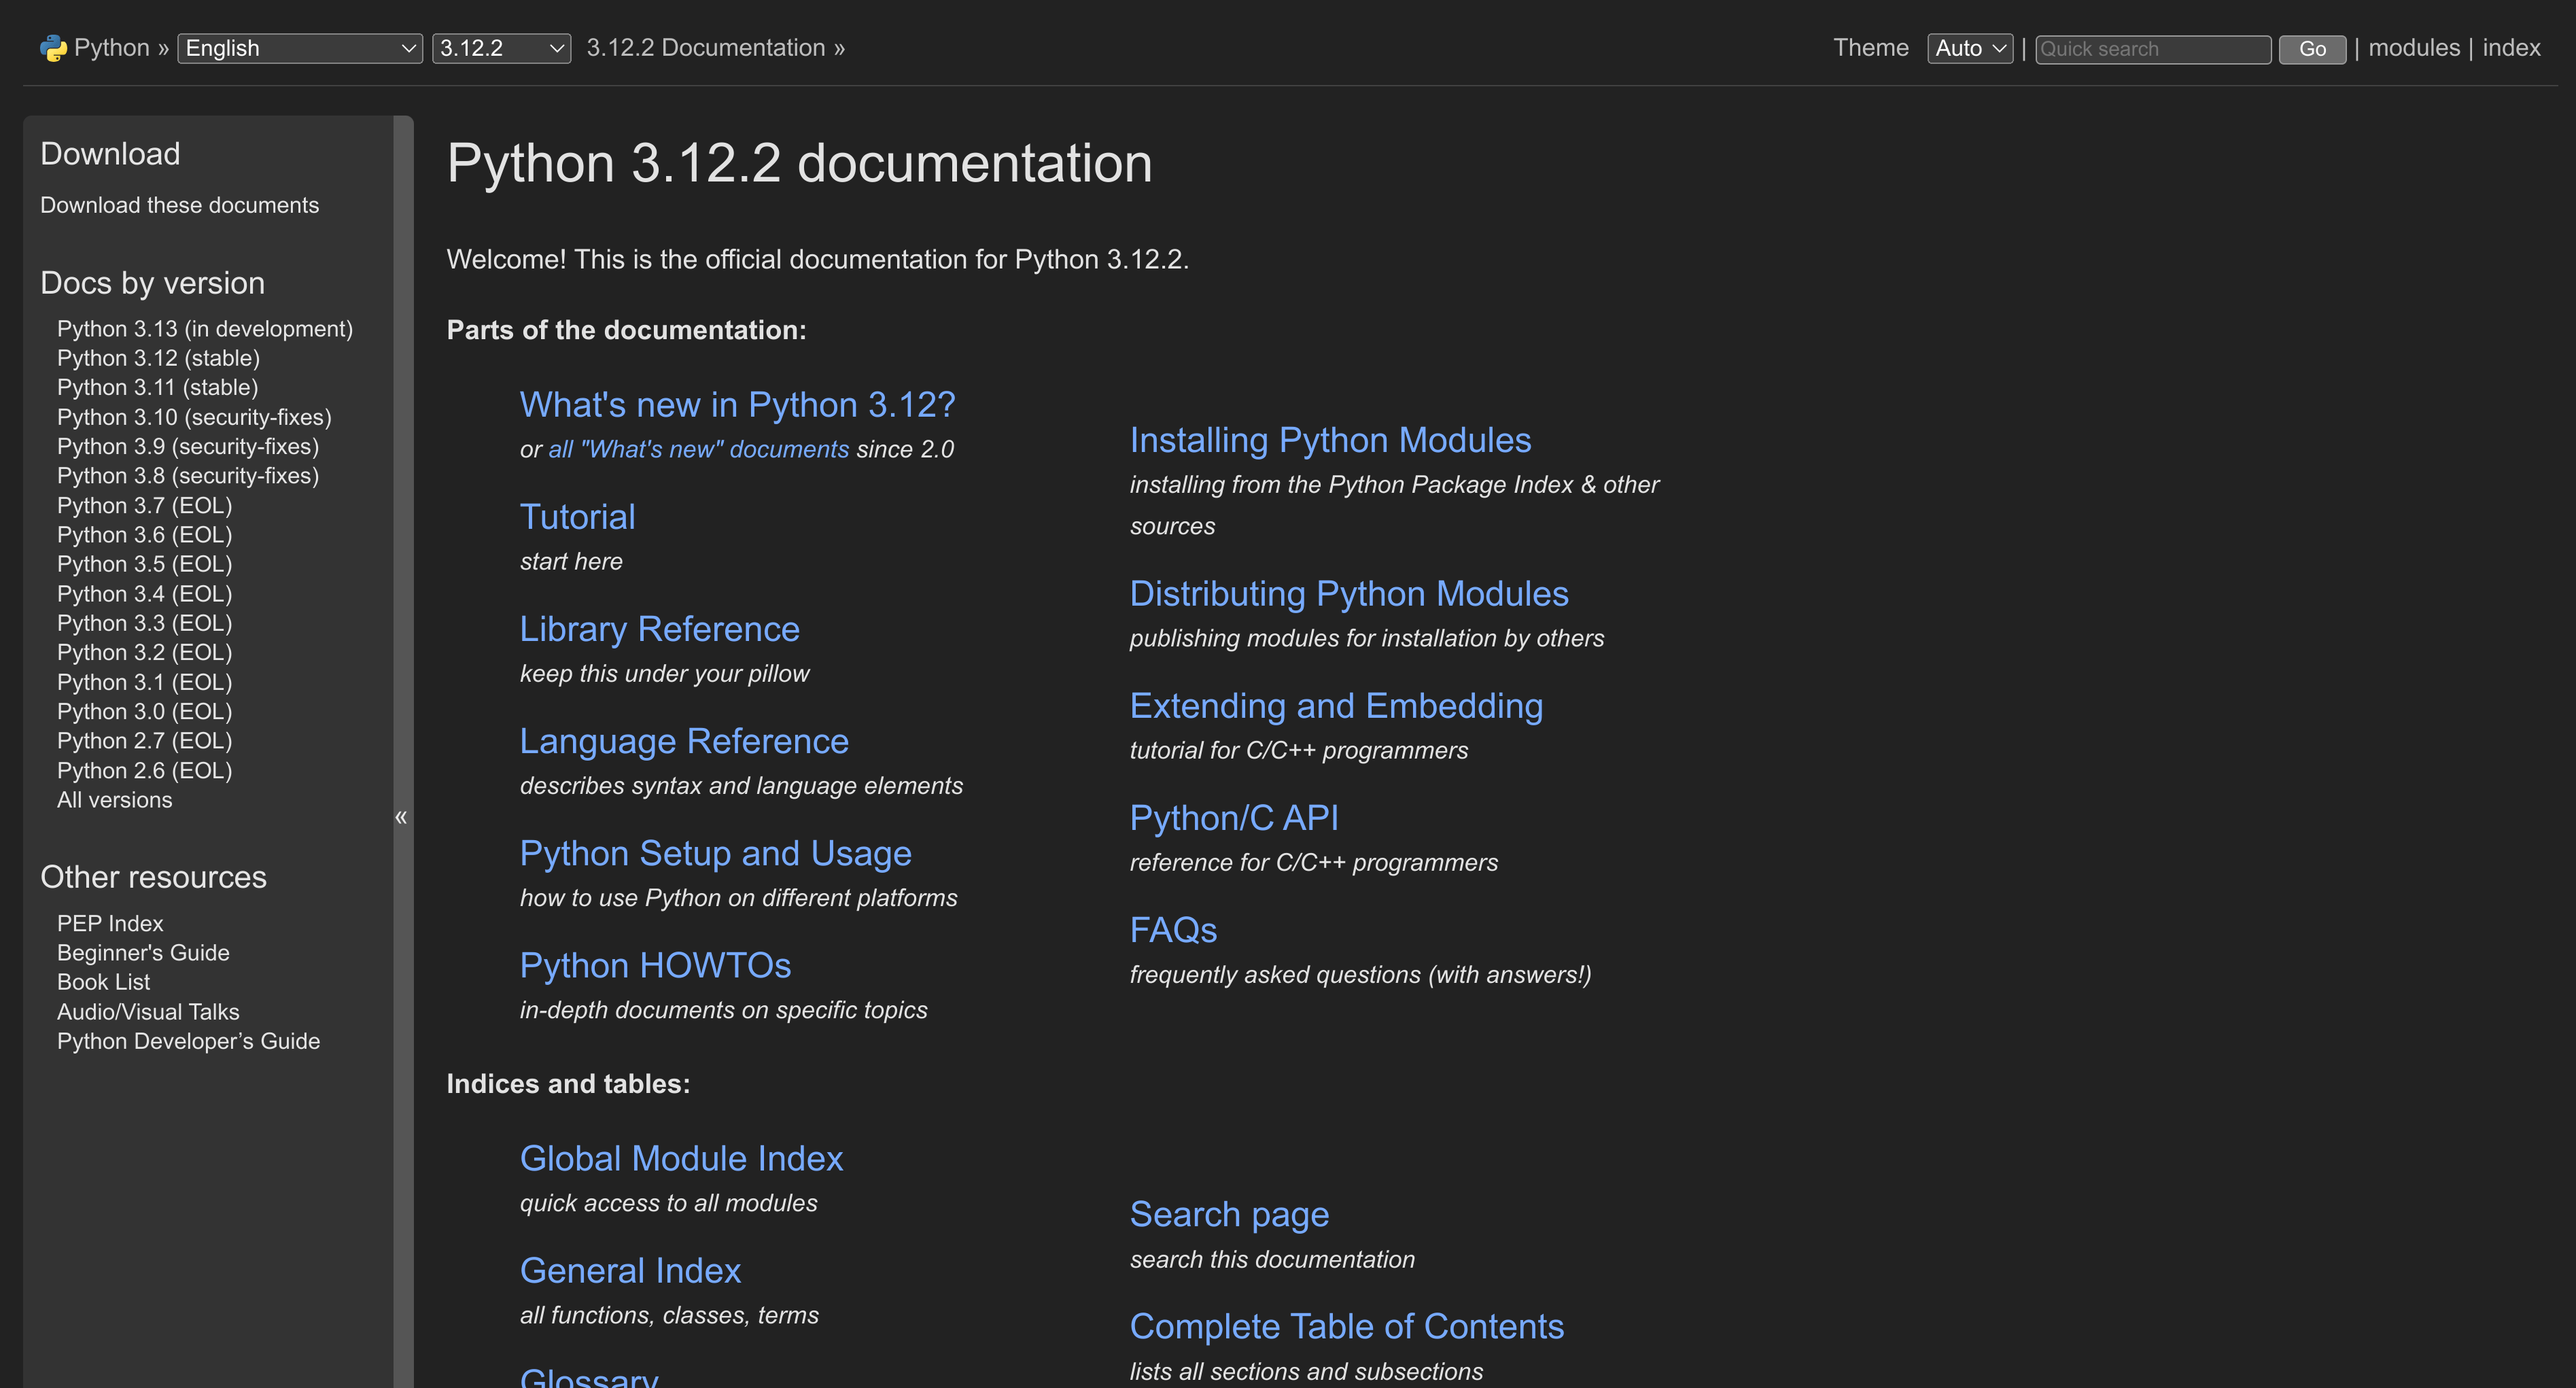 Python » English 3.12.2 3.12.2 Documentation » Theme Auto | Quick search Go | modules | index
Download
Download these documents
Docs by version
Python 3.13 (in development)
Python 3.12 (stable)
Python 3.11 (stable)
Python 3.10 (security-fixes)
Python 3.9 (security-fixes)
Python 3.8 (security-fixes)
Python 3.7 (EOL)
Python 3.6 (EOL)
Python 3.5 (EOL)
Python 3.4 (EOL)
Python 3.3 (EOL)
Python 3.2 (EOL)
Python 3.1 (EOL)
Python 3.0 (EOL)
Python 2.7 (EOL)
Python 2.6 (EOL)
All versions
Other resources
PEP Index
Beginner's Guide
Book List
Audio/Visual Talks
Python Developer’s Guide
«
Python 3.12.2 documentation
Welcome! This is the official documentation for Python 3.12.2.
Parts of the documentation:
What's new in Python 3.12?
or all "What's new" documents since 2.0
Tutorial
start here
Library Reference
keep this under your pillow
Language Reference
describes syntax and language elements
Python Setup and Usage
how to use Python on different platforms
Python HOWTOs
in-depth documents on specific topics
Installing Python Modules
installing from the Python Package Index & other
sources
Distributing Python Modules
publishing modules for installation by others
Extending and Embedding
tutorial for C/C++ programmers
Python/C API
reference for C/C++ programmers
FAQs
frequently asked questions (with answers!)
Indices and tables:
Global Module Index
quick access to all modules
General Index
all functions, classes, terms
Glossary
Search page
search this documentation
Complete Table of Contents
lists all sections and subsections